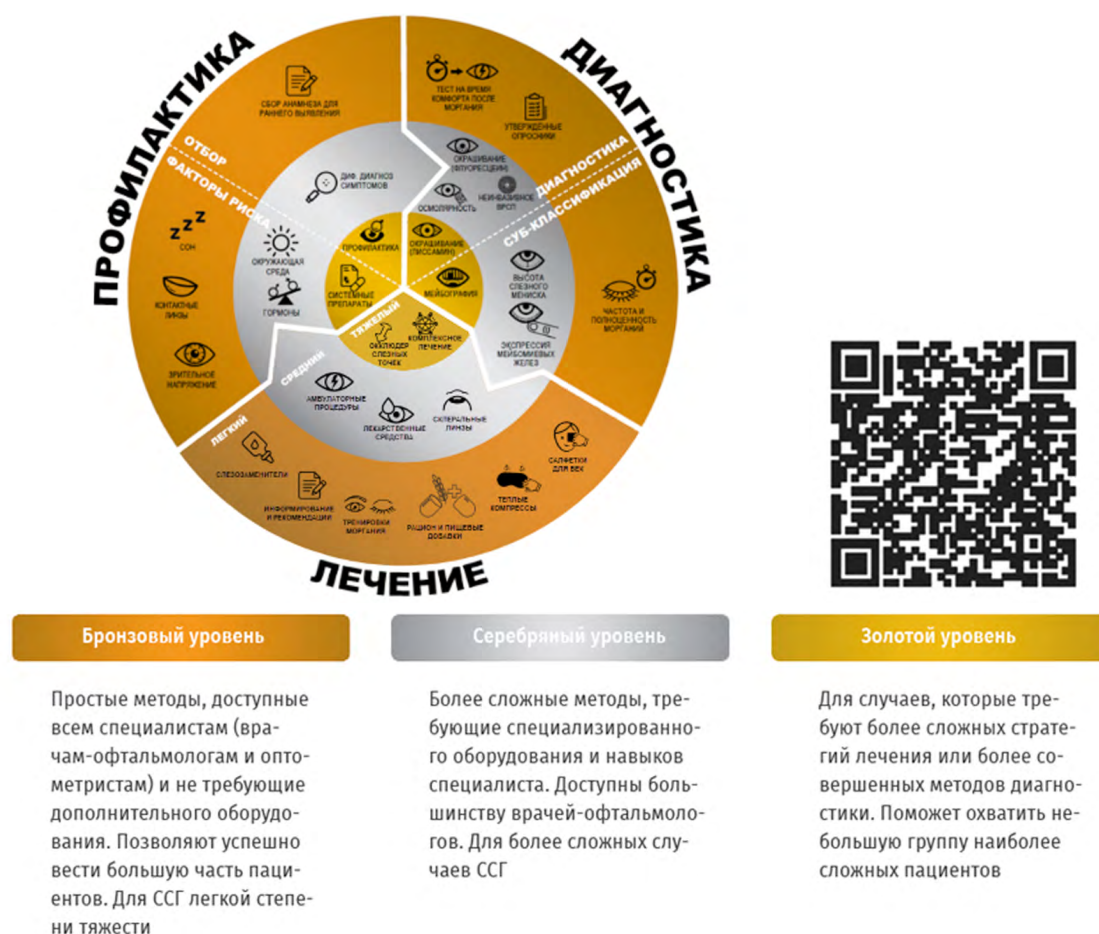 ПРОФИЛАКТИКА
ДИАГНОСТИКА
ЛЕЧЕНИЕ
ОТБОР
СБОР АНАМНЕЗА ДЛЯ
РАННЕГО ВЫЯВЛЕНИЯ
ДИФ. ДИАГНОЗ
СИМПТОМОВ
ПРОФИЛАКТИКА
ФАКТОРЫ РИСКА
СОН
КОНТАКТНЫЕ
ЛИНЗЫ
ЗРИТЕЛЬНОЕ
НАПРЯЖЕНИЕ
ОКРУЖАЮЩАЯ
СРЕДА
ГОРМОНЫ
СИСТЕМНЫЕ
ПРЕПАРАТЫ
ДИАГНОСТИКА
ТЕСТ НА ВРЕМЯ
КОМФОРТА ПОСЛЕ
МОРГАНИЯ
УТВЕРЖДЕННЫЕ
ОПРОСНИКИ
ОКРАШИВАНИЕ
(ФЛУОРЕСЦЕИН)
ОСМОЛЯРНОСТЬ
НЕИНВАЗИВНОЕ
ВРСП
ОКРАШИВАНИЕ
(ЛИССАМИН)
СУБ-КЛАССИФИКАЦИЯ
МЕЙБОГРАФИЯ
ВЫСОТА
СЛЕЗНОГО
МЕНИСКА
ЭКСПРЕССИЯ
МЕЙБОМИЕВЫХ
ЖЕЛЕЗ
ЧАСТОТА И
ПОЛНОЦЕННОСТЬ
МОРГАНИЙ
ТЯЖЕЛЫЙ
ОККЛЮДЕР
СЛЕЗНЫХ
ТОЧЕК
КОМПЛЕКСНОЕ
ЛЕЧЕНИЕ
СРЕДНИЙ
АМБУЛАТОРНЫЕ
ПРОЦЕДУРЫ
ЛЕКАРСТВЕННЫЕ
СРЕДСТВА
СКЛЕРАЛЬНЫЕ
ЛИНЗЫ
ЛЕГКИЙ
СЛЕЗОЗАМЕНИТЕЛИ
ИНФОРМИРОВАНИЕ
И РЕКОМЕНДАЦИИ
ТРЕНИРОВКИ
МОРГАНИЯ
РАЦИОН И ПИЩЕВЫЕ
ДОБАВКИ
ТЕПЛЫЕ
КОМПРЕССЫ
САЛФЕТКИ
ДЛЯ ВЕК
Бронзовый уровень
Простые методы, доступные
всем специалистам (вра-
чам-офтальмологам и опто-
метристам) и не требующие
дополнительного оборудо-
вания. Позволяют успешно
вести большую часть паци-
ентов. Для ССГ легкой степе-
ни тяжести
Серебряный уровень
Более сложные методы, тре-
бующие специализированно-
го оборудования и навыков
специалиста. Доступны боль-
шинству врачей-офтальмоло-
гов. Для более сложных слу-
чаев ССГ
Золотой уровень
Для случаев, которые тре-
буют более сложных страте-
гий лечения или более со-
вершенных методов диагно-
стики. Поможет охватить не-
большую группу наиболее
сложных пациентов